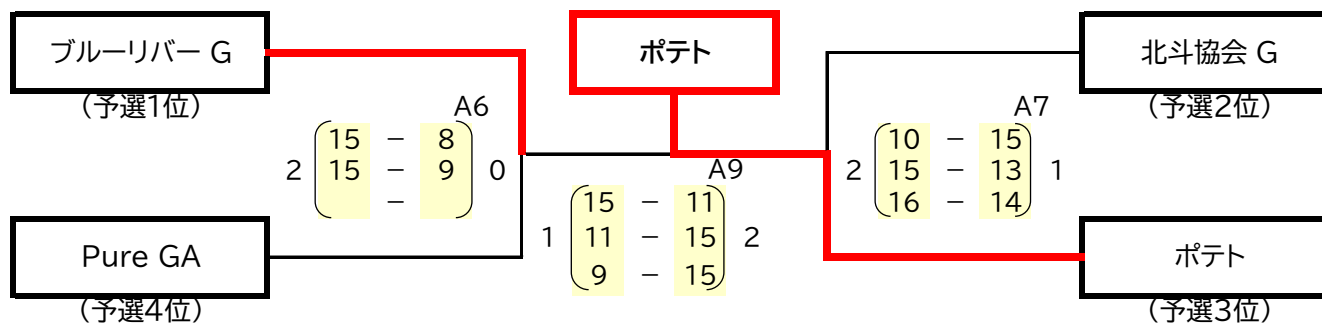 ブルーリバー G
(予選1位)
ポテト
北斗協会 G
(予選2位)
A6
15 － 8
2 15 － 9 0
－
A7
10 － 15
2 15 － 13 1
16 － 14
A9
15 － 11
1 11 － 15 2
9 － 15
Pure GA
(予選4位)
ポテト
(予選3位)